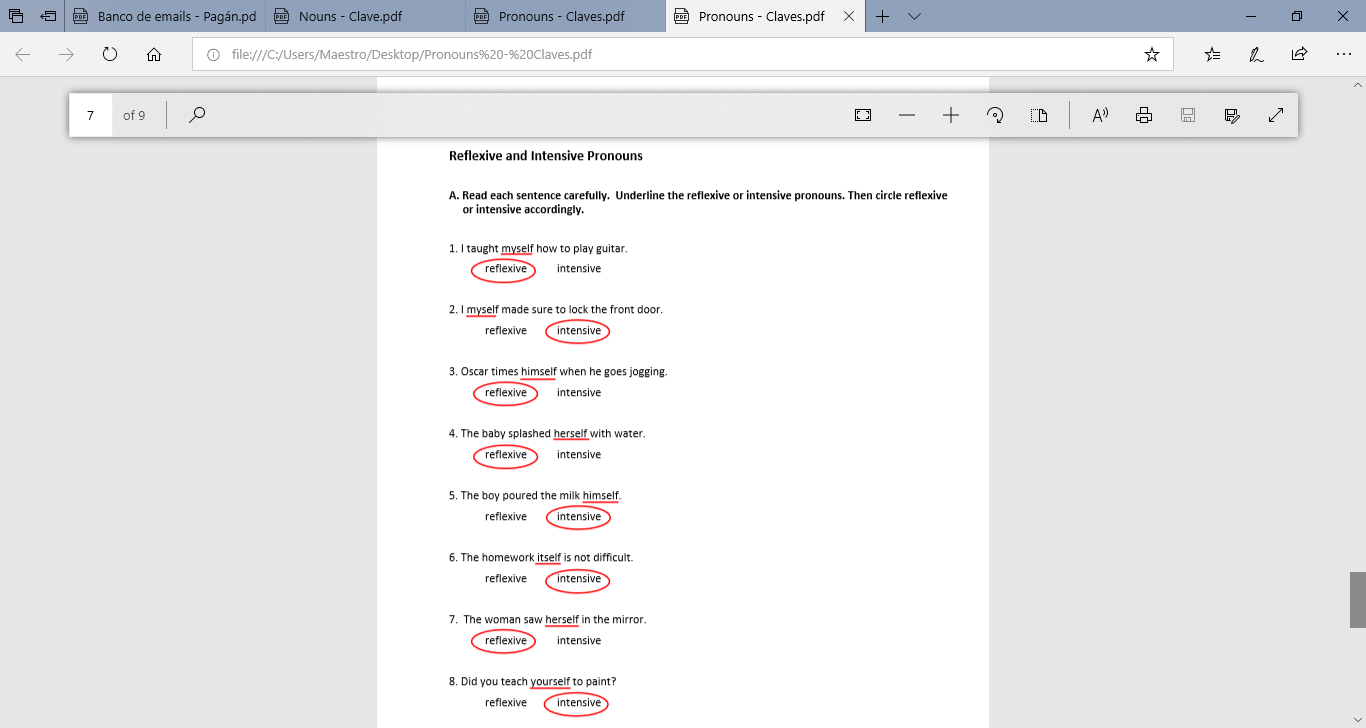 Banco de emails - Pagán.pd
Nouns - Clave.pdf
Pronouns - Claves.pdf
Pronouns - Claves.pdf
file:///C:/Users/Maestro/Desktop/Pronouns%20-%20Claves.pdf
7 of 9
Reflexive and Intensive Pronouns
A. Read each sentence carefully. Underline the reflexive or intensive pronouns. Then circle reflexive
or intensive accordingly.
1. I taught myself how to play guitar.
reflexive intensive
2. I myself made sure to lock the front door.
reflexive intensive
3. Oscar times himself when he goes jogging.
reflexive intensive
4. The baby splashed herself with water.
reflexive intensive
5. The boy poured the milk himself.
reflexive intensive
6. The homework itself is not difficult.
reflexive intensive
7. The woman saw herself in the mirror.
reflexive intensive
8. Did you teach yourself to paint?
reflexive intensive